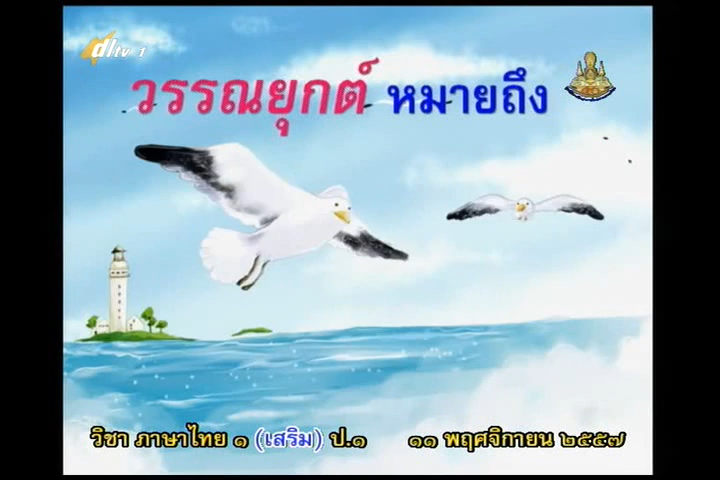 dltv 1
วรรณยุกต์ หมายถึง
วิชา ภาษาไทย ๑ (เสริม) ป.๑ ๑๑ พฤศจิกายน ๒๕๕๗